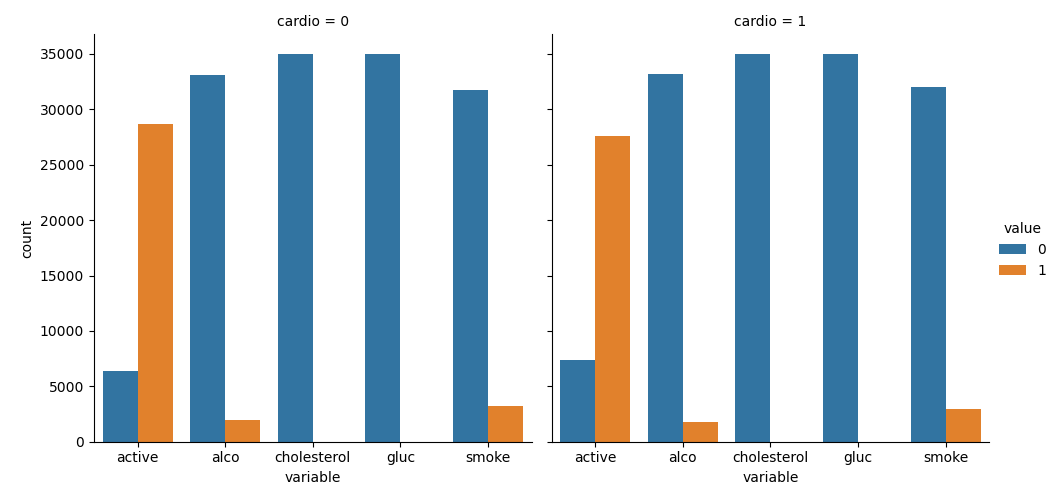 cardio = 0
cardio = 1
35000
30000
25000
20000
15000
10000
5000
0
count
active alco cholesterol gluc smoke
variable
active alco cholesterol gluc smoke
variable
value
0
1